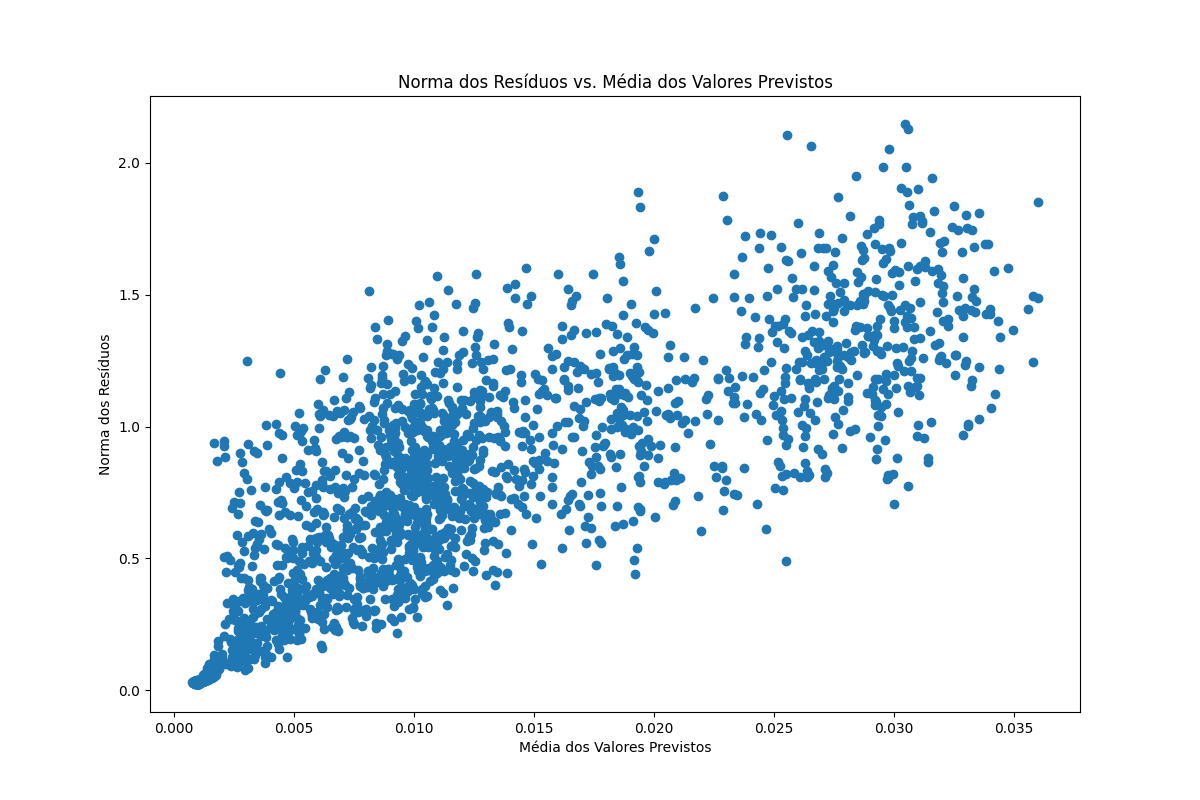 Norma dos Resíduos vs. Média dos Valores Previstos
Norma dos Resíduos
2.0
1.5
1.0
0.5
0.0
0.000 0.005 0.010 0.015 0.020 0.025 0.030 0.035
Média dos Valores Previstos